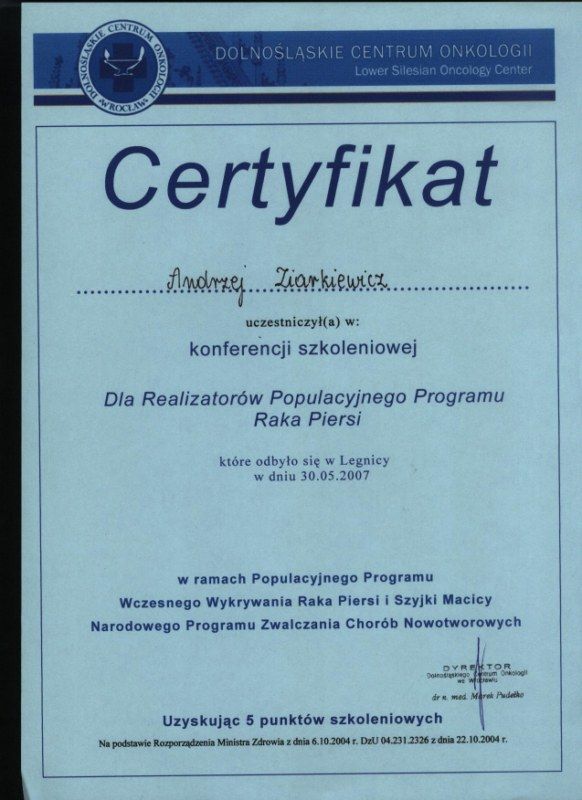 DOLNOŚLĄSKIE CENTRUM ONKOLOGII
Lower Silesian Oncology Center
DOLNOŚLĄSKIE CENTRUM ONKOLOGII
WROCŁAW
Certyfikat
Andrzej Ziarkiewicz
uczestniczył(a) w:
konferencji szkoleniowej
Dla Realizatorów Populacyjnego Programu
Raka Piersi
które odbyło się w Legnicy
w dniu 30.05.2007
w ramach Populacyjnego Programu
Wczesnego Wykrywania Raka Piersi i Szyjki Macicy
Narodowego Programu Zwalczania Chorób Nowotworowych
DYREKTOR
Dolnośląskiego Centrum Onkologii
we Wrocławiu
dr n. med. Marek Pudełko
Uzyskując 5 punktów szkoleniowych
Na podstawie Rozporządzenia Ministra Zdrowia z dnia 6.10.2004 r. DzU 04.231.2326 z dnia 22.10.2004 r.